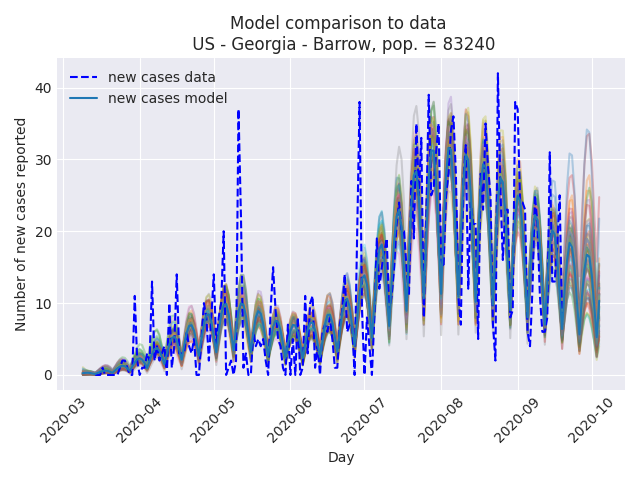 Model comparison to data
US - Georgia - Barrow, pop. = 83240
new cases data
new cases model
Number of new cases reported
40
30
20
10
0
2020-03
2020-04
2020-05
2020-06
2020-07
2020-08
2020-09
2020-10
Day